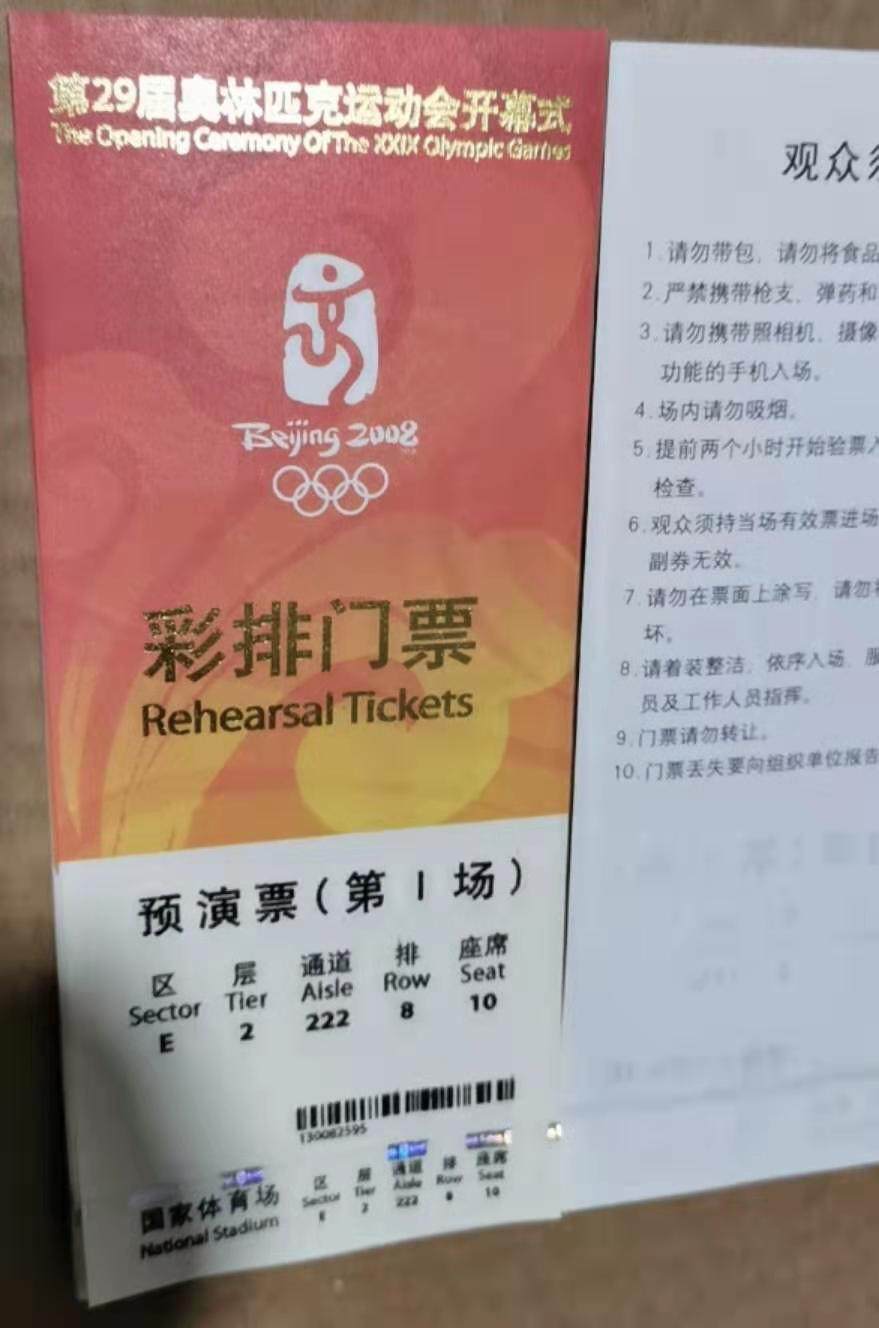 第29届奥林匹克运动会开幕式
The Opening Ceremony Of The XXIX Olympic Games
Beijing 2008
彩排门票
Rehearsal Tickets
预演票(第1场)
区 层 通道 排 座席
Sector Tier Aisle Row Seat
E 2 222 8 10
130082595
区 层 通道 排 座席
Sector Tier Aisle Row Seat
E 2 222 8 10
国家体育场
National Stadium
观众须
1.请勿带包、请勿将食品
2.严禁携带枪支、弹药和
3.请勿携带照相机、摄像
功能的手机入场。
4.场内请勿吸烟。
5.提前两个小时开始验票入
检查。
6.观众须持当场有效票进场
副券无效。
7.请勿在票面上涂写、请勿
坏。
8.请着装整洁、依序入场、服
员及工作人员指挥。
9.门票请勿转让。
10.门票丢失要向组织单位报告